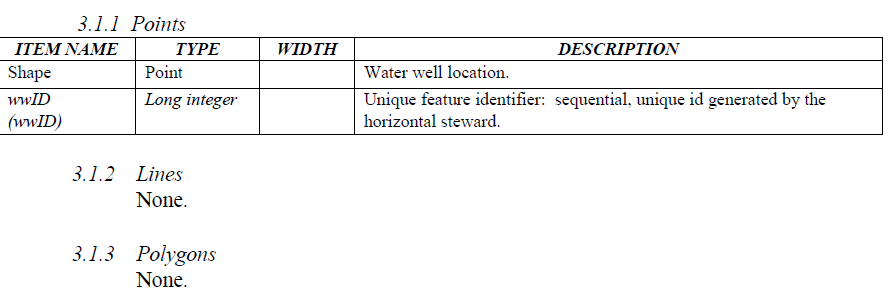 3.1.1 Points
ITEM NAME TYPE WIDTH DESCRIPTION
Shape Point Water well location.
wwID Long integer Unique feature identifier: sequential, unique id generated by the
(wwID) horizontal steward.
3.1.2 Lines
None.
3.1.3 Polygons
None.